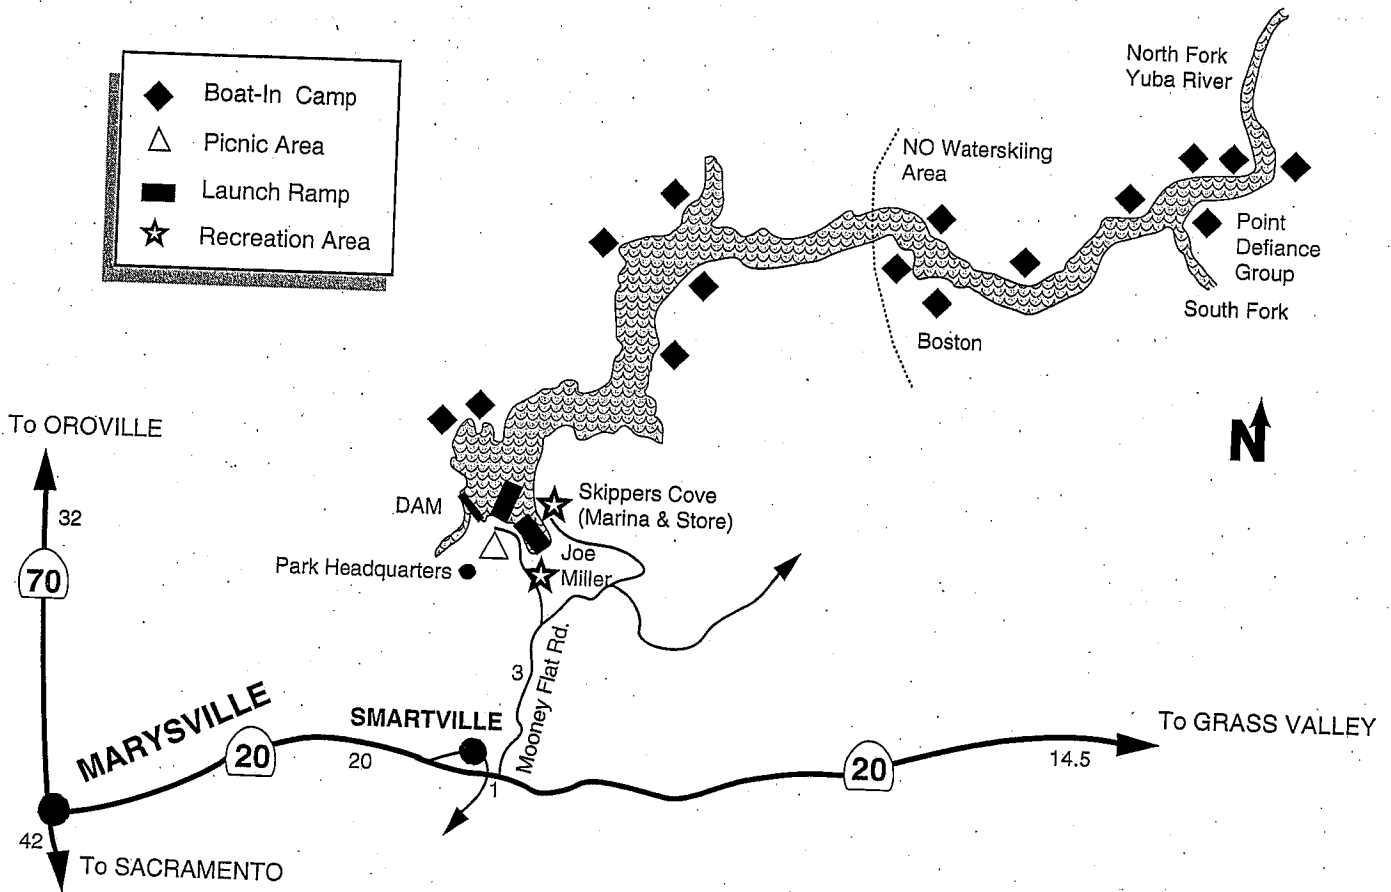 Boat-In Camp
Picnic Area
Launch Ramp
Recreation Area
North Fork
Yuba River
NO Waterskiing
Area
Point
Defiance
Group
South Fork
Boston
N
To OROVILLE
32
70
DAM
Skippers Cove
(Marina & Store)
Park Headquarters
Joe
Miller
Mooney Flat Rd.
3
MARYSVILLE
20
20
SMARTVILLE
1
20
14.5
To GRASS VALLEY
42
To SACRAMENTO